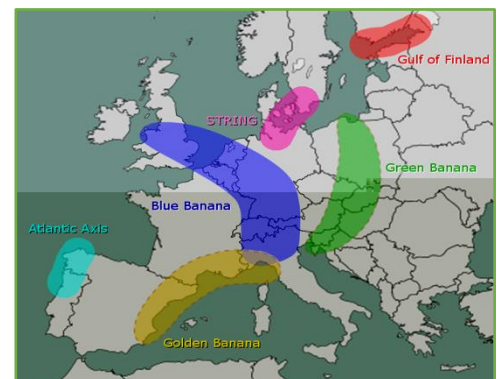 Gulf of Finland
STRING
Green Banana
Blue Banana
Atlantic Axis
Golden Banana